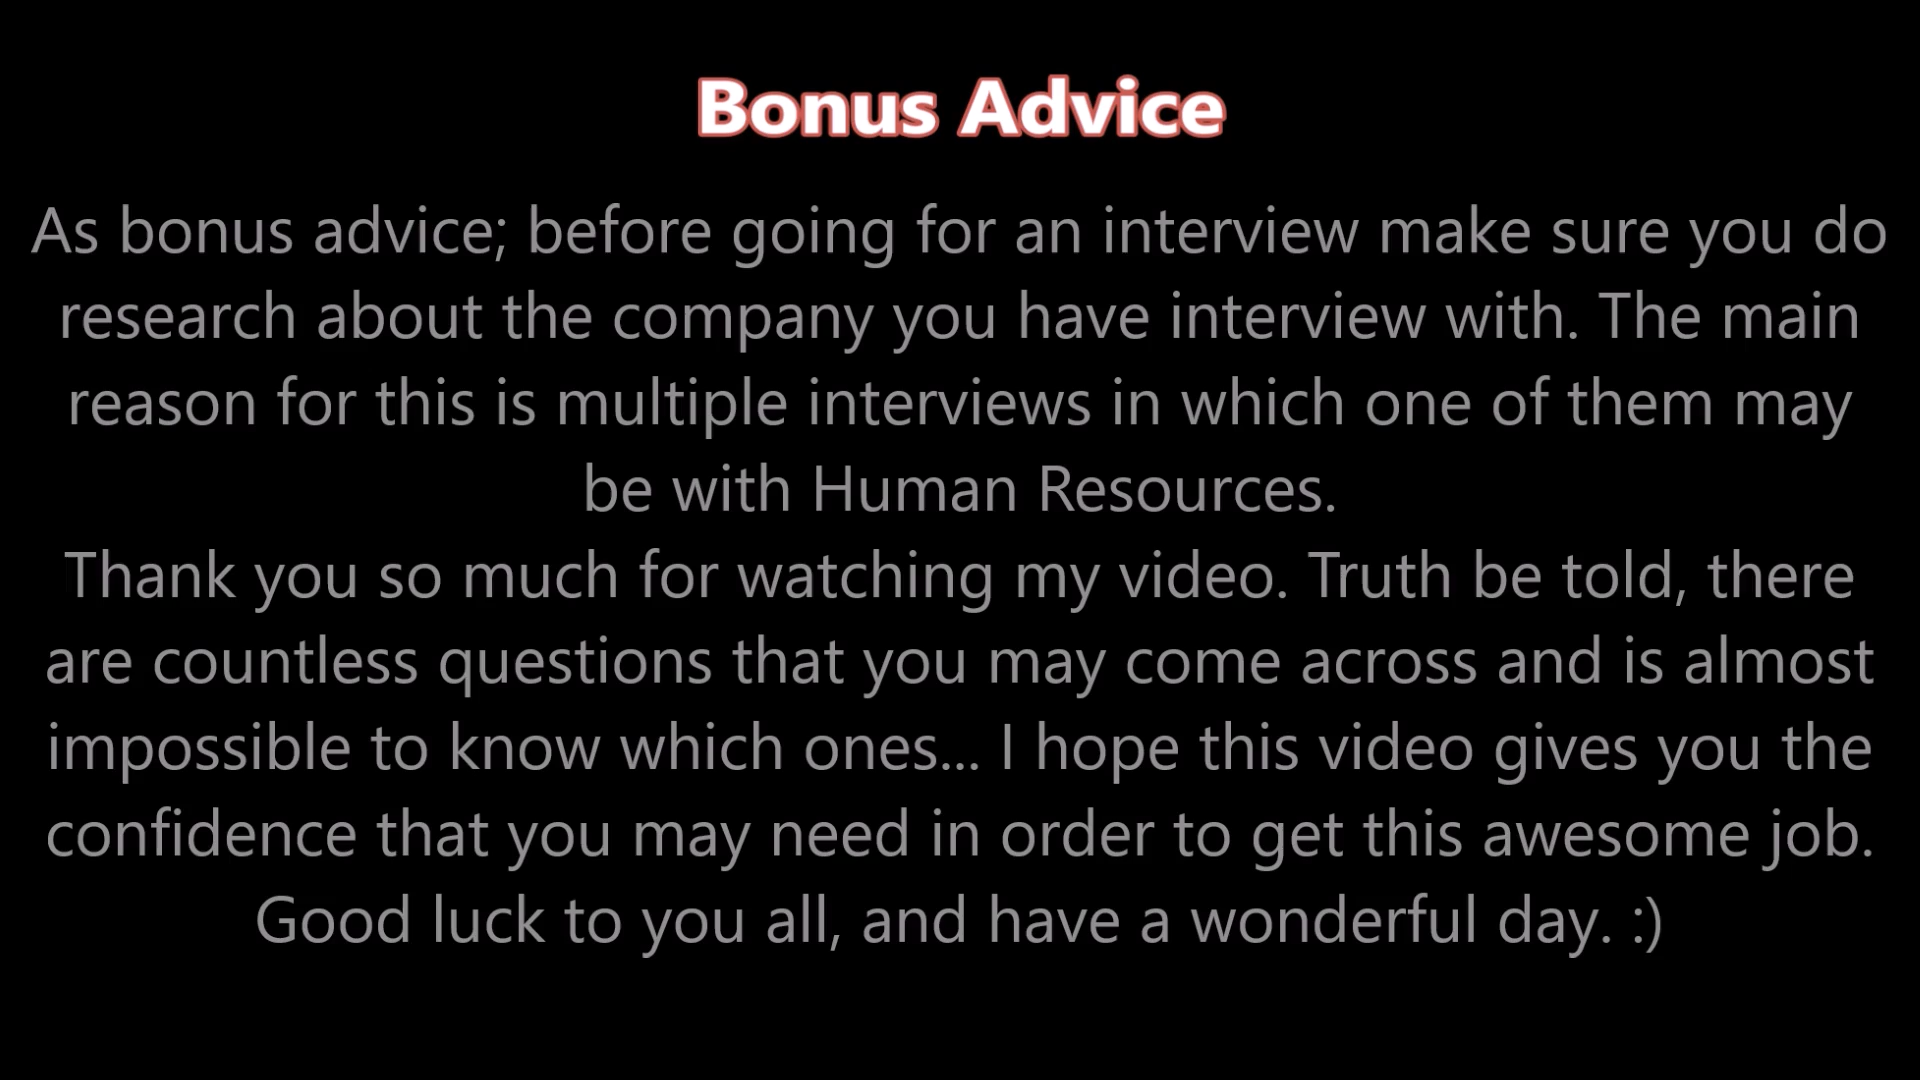 Bonus Advice
As bonus advice; before going for an interview make sure you do
research about the company you have interview with. The main
reason for this is multiple interviews in which one of them may
be with Human Resources.
Thank you so much for watching my video. Truth be told, there
are countless questions that you may come across and is almost
impossible to know which ones... I hope this video gives you the
confidence that you may need in order to get this awesome job.
Good luck to you all, and have a wonderful day. :)